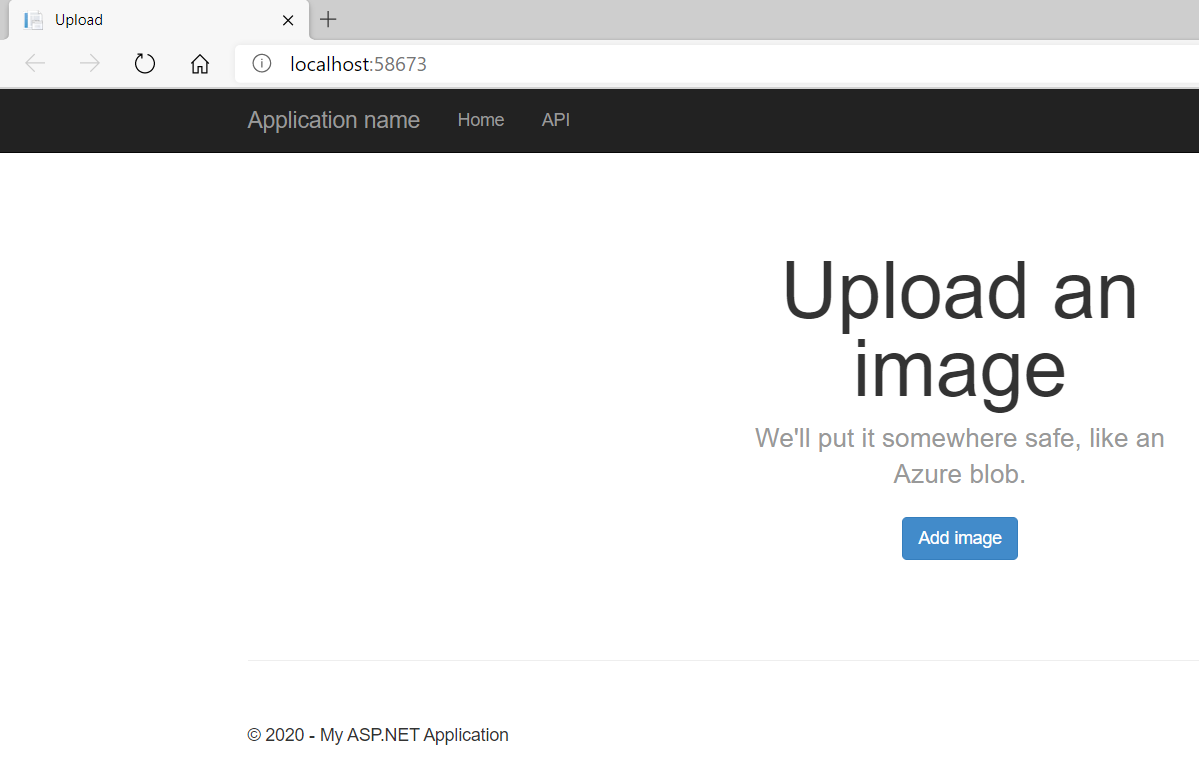 Upload
localhost:58673
Application name Home API
Upload an
image
We'll put it somewhere safe, like an
Azure blob.
Add image
© 2020 - My ASP.NET Application